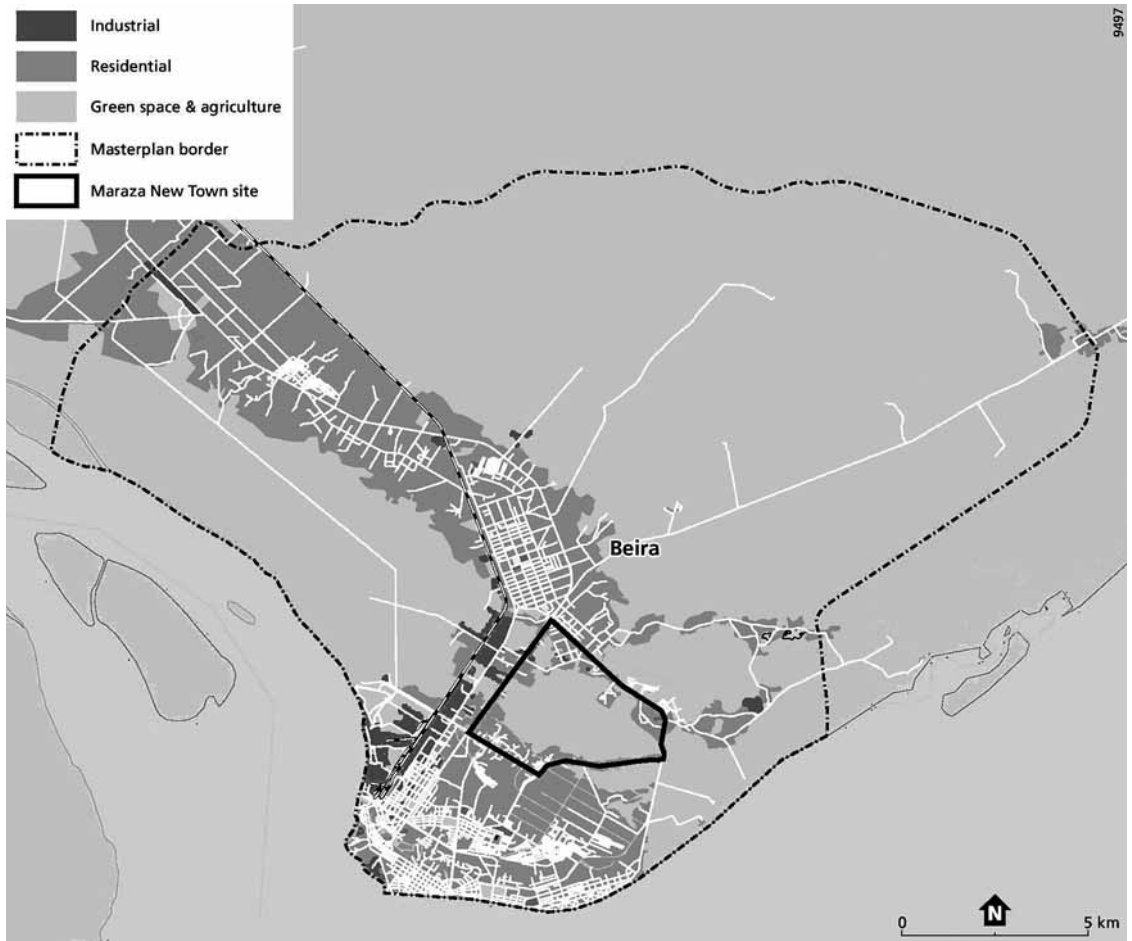 Industrial
Residential
Green space & agriculture
Masterplan border
Maraza New Town site
9497
Beira
N
0 5 km